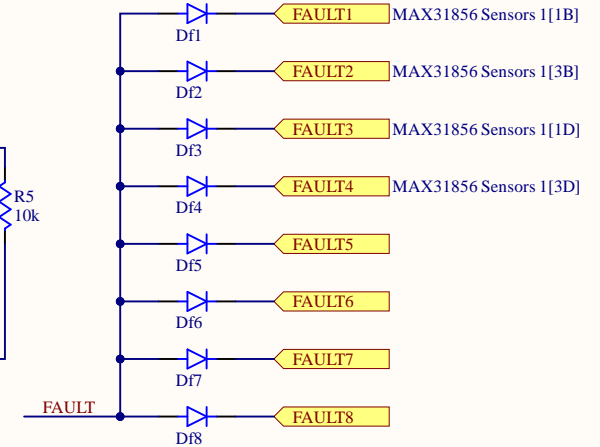 FAULT1 MAX31856 Sensors 1[1B]
Df1
FAULT2 MAX31856 Sensors 1[3B]
Df2
FAULT3 MAX31856 Sensors 1[1D]
Df3
FAULT4 MAX31856 Sensors 1[3D]
R5
Df4
10k
FAULT5
Df5
FAULT6
Df6
FAULT7
Df7
FAULT
FAULT8
Df8